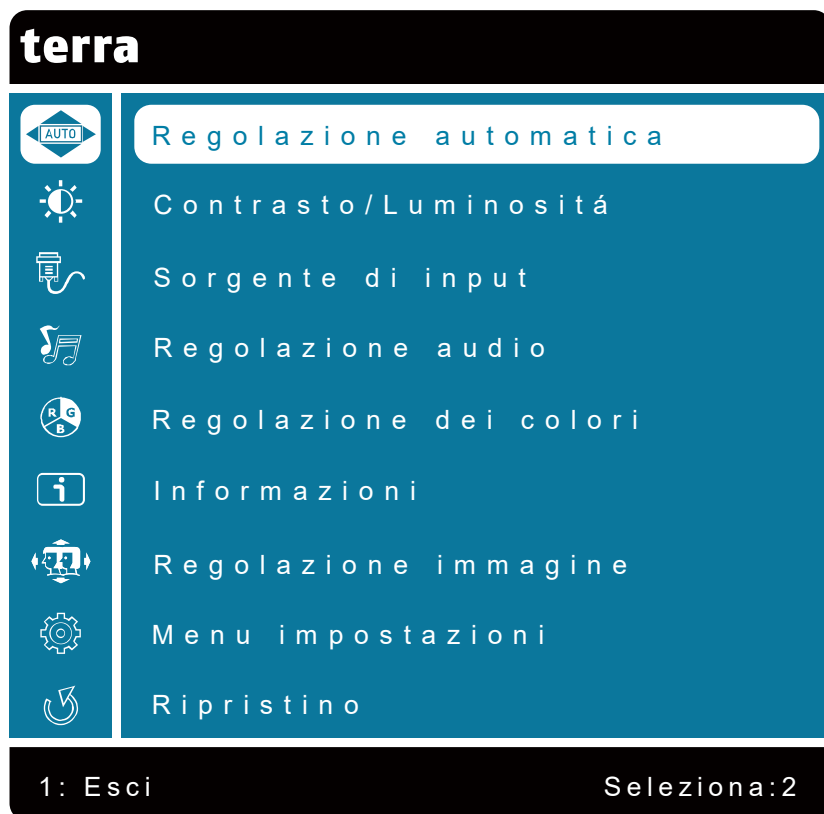 terra
AUTO
Regolazione automatica
Contrasto/Luminositá
Sorgente di input
Regolazione audio
R G
B
Regolazione dei colori
i
Informazioni
Regolazione immagine
Menu impostazioni
Ripristino
1: Esci
Seleziona:2